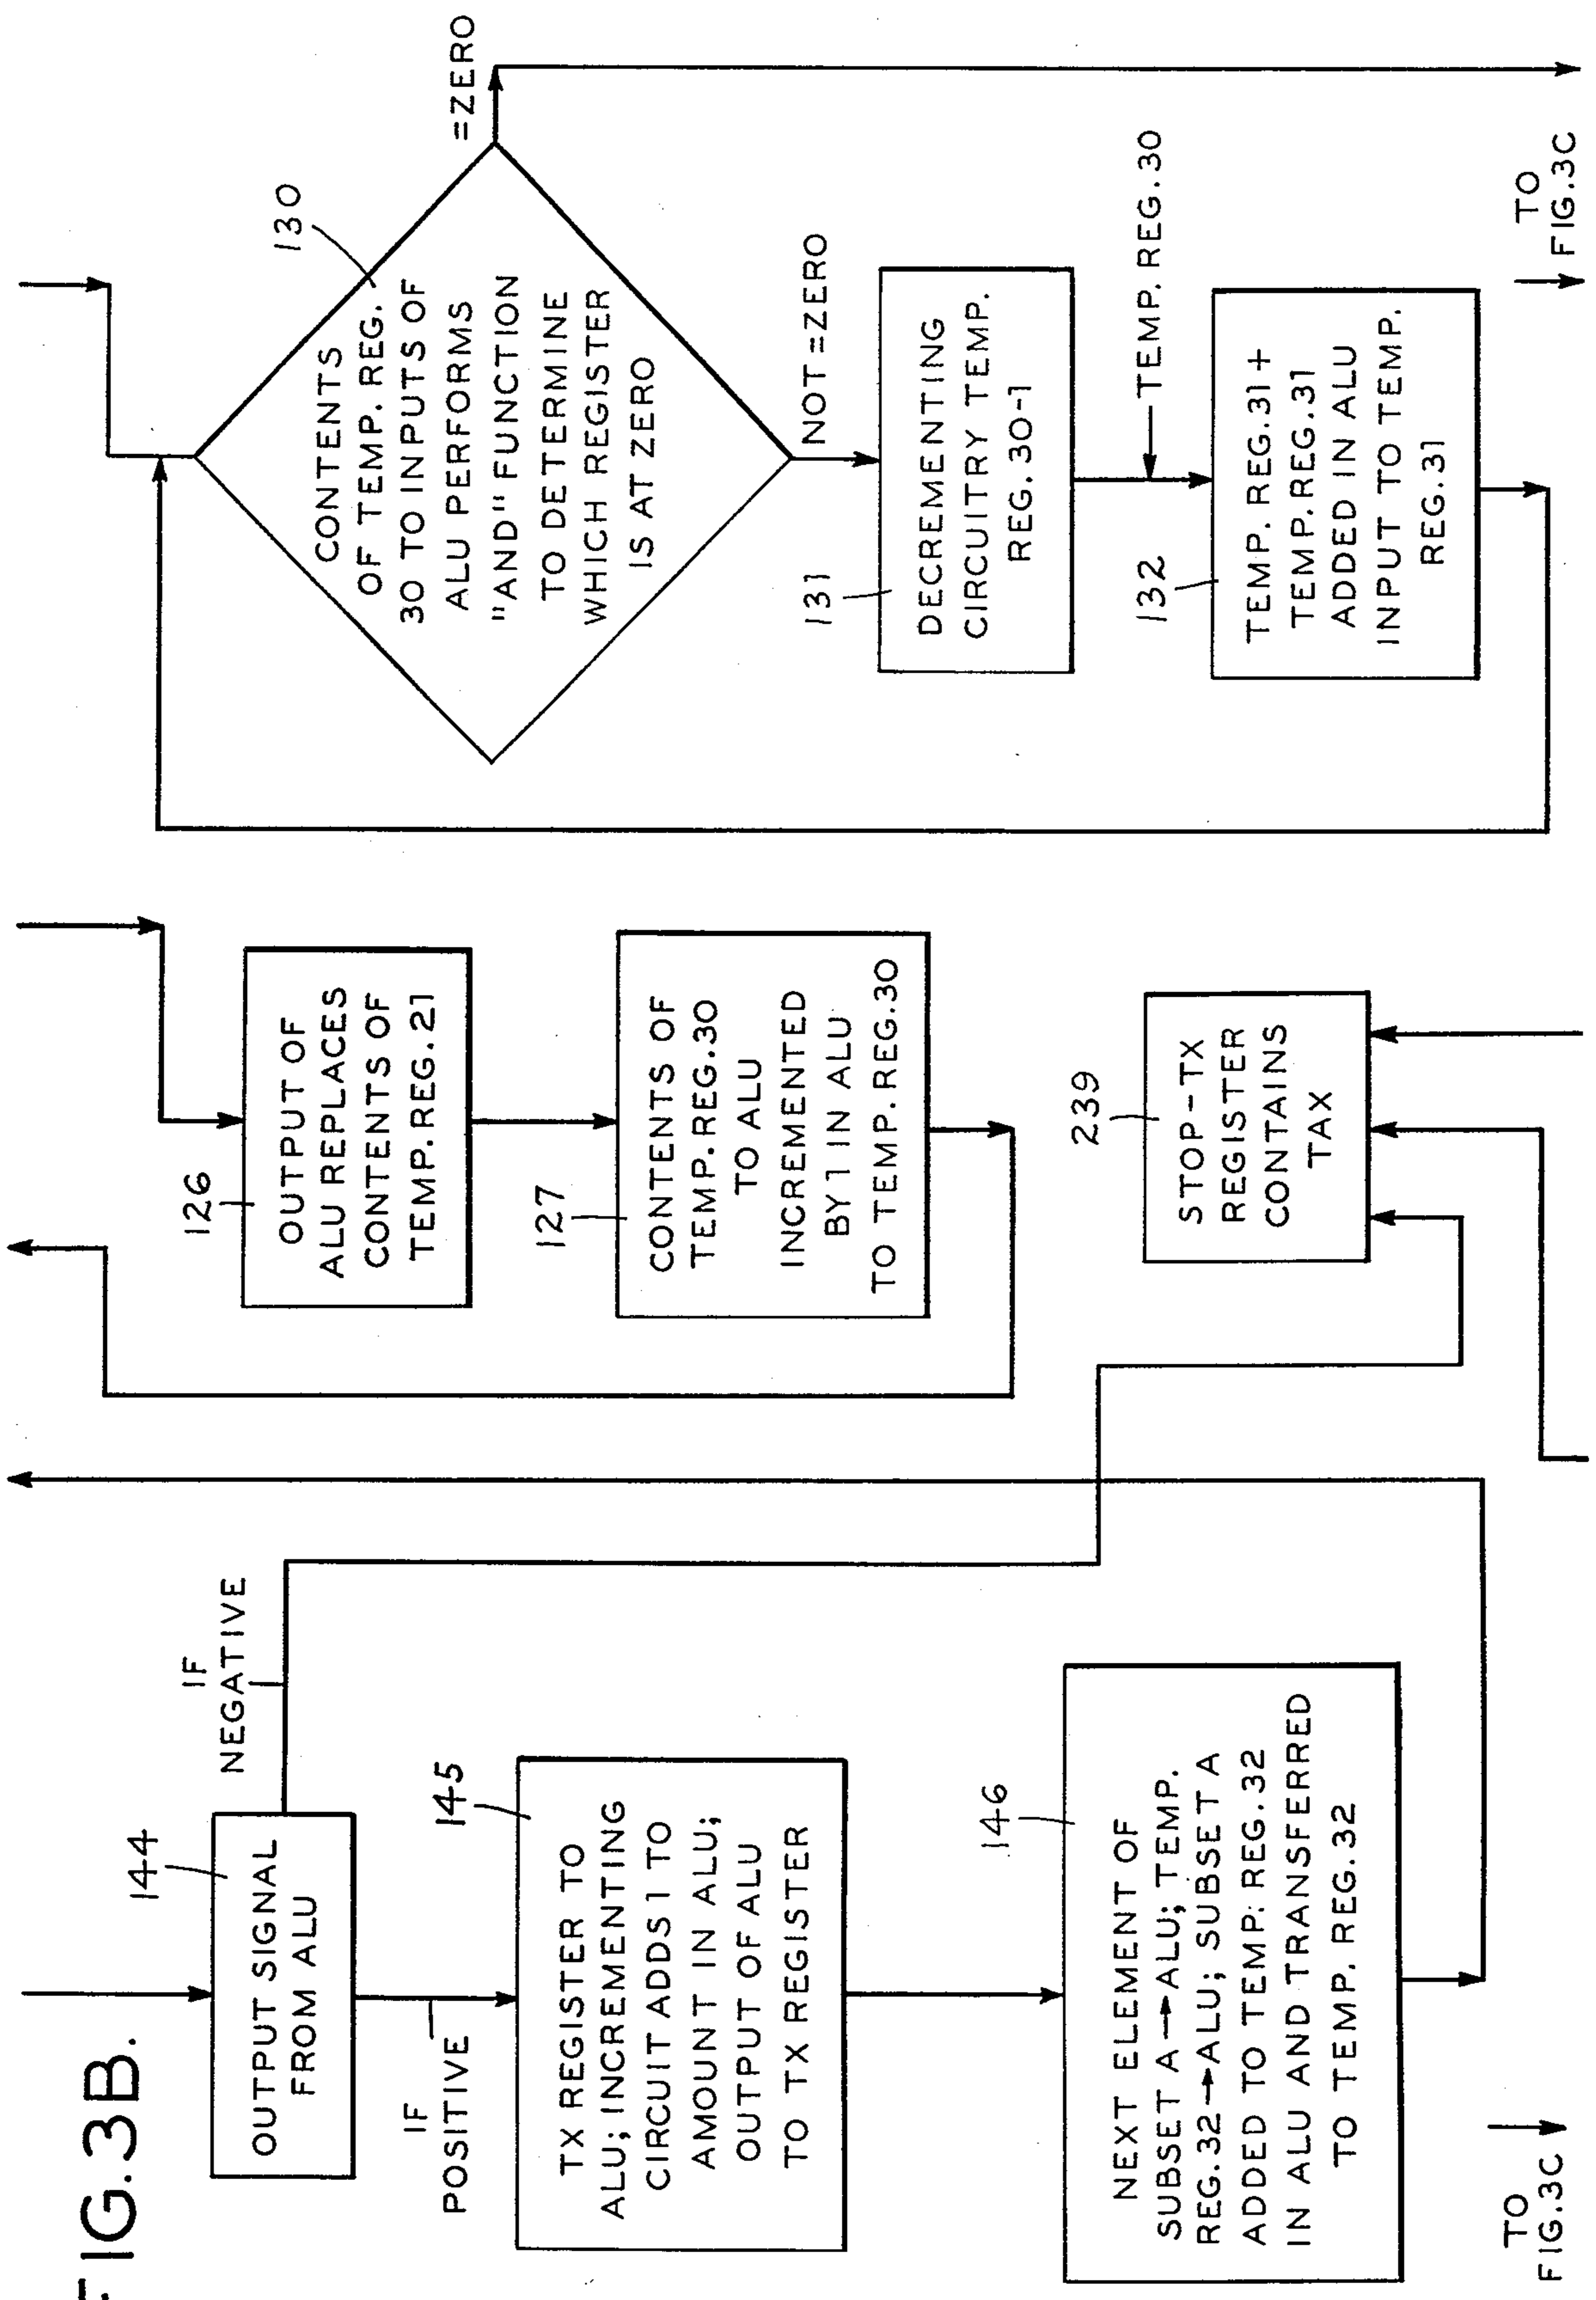 FIG.3B.
144
OUTPUT SIGNAL
FROM ALU
IF
NEGATIVE
IF
POSITIVE
145
TX REGISTER TO
ALU; INCREMENTING
CIRCUIT ADDS 1 TO
AMOUNT IN ALU;
OUTPUT OF ALU
TO TX REGISTER
146
NEXT ELEMENT OF
SUBSET A→ALU; TEMP.
REG.32→ALU; SUBSET A
ADDED TO TEMP. REG.32
IN ALU AND TRANSFERRED
TO TEMP. REG.32
TO
FIG.3C
126
OUTPUT OF
ALU REPLACES
CONTENTS OF
TEMP.REG.21
127
CONTENTS OF
TEMP.REG.30
TO ALU
INCREMENTED
BY 1 IN ALU
TO TEMP.REG.30
239
STOP-TX
REGISTER
CONTAINS
TAX
130
CONTENTS
OF TEMP. REG.
30 TO INPUTS OF
ALU PERFORMS
"AND" FUNCTION
TO DETERMINE
WHICH REGISTER
IS AT ZERO
=ZERO
NOT=ZERO
131
DECREMENTING
CIRCUITRY TEMP.
REG.30-1
TEMP. REG.30
132
TEMP. REG.31+
TEMP.REG.31
ADDED IN ALU
INPUT TO TEMP.
REG.31
TO
FIG.3C